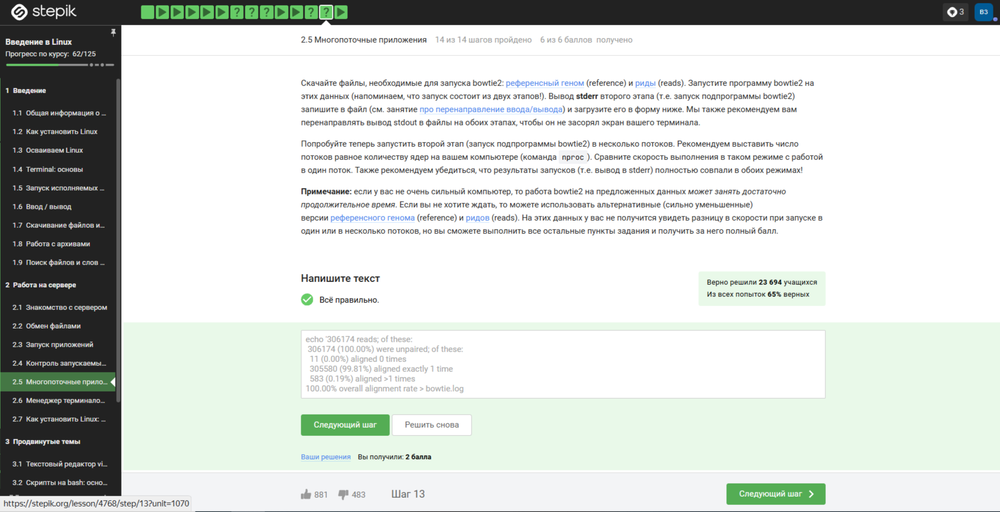 stepik
3
ВЗ
Введение в Linux
Прогресс по курсу: 62/125
1 Введение
1.1 Общая информация о ...
1.2 Как установить Linux
1.3 Осваиваем Linux
1.4 Terminal: основы
1.5 Запуск исполняемых ...
1.6 Ввод / вывод
1.7 Скачивание файлов и...
1.8 Работа с архивами
1.9 Поиск файлов и слов ...
2 Работа на сервере
2.1 Знакомство с сервером
2.2 Обмен файлами
2.3 Запуск приложений
2.4 Контроль запускаемы...
2.5 Многопоточные прило...
2.6 Менеджер терминало...
2.7 Как установить Linux: ...
3 Продвинутые темы
3.1 Текстовый редактор vi...
3.2 Скрипты на bash: осно...
https://stepik.org/lesson/4768/step/13?unit=1070
2.5 Многопоточные приложения 14 из 14 шагов пройдено 6 из 6 баллов получено
Скачайте файлы, необходимые для запуска bowtie2: референсный геном (reference) и риды (reads). Запустите программу bowtie2 на
этих данных (напоминаем, что запуск состоит из двух этапов!). Вывод stderr второго этапа (т.е. запуск подпрограммы bowtie2)
запишите в файл (см. занятие про перенаправление ввода/вывода) и загрузите его в форму ниже. Мы также рекомендуем вам
перенаправлять вывод stdout в файлы на обоих этапах, чтобы он не засорял экран вашего терминала.
Попробуйте теперь запустить второй этап (запуск подпрограммы bowtie2) в несколько потоков. Рекомендуем выставить число
потоков равное количеству ядер на вашем компьютере (команда nproc ). Сравните скорость выполнения в таком режиме с работой
в один поток. Также рекомендуем убедиться, что результаты запусков (т.е. вывод в stderr) полностью совпали в обоих режимах!
Примечание: если у вас не очень сильный компьютер, то работа bowtie2 на предложенных данных может занять достаточно
продолжительное время. Если вы не хотите ждать, то можете использовать альтернативные (сильно уменьшенные)
версии референсного генома (reference) и ридов (reads). На этих данных у вас не получится увидеть разницу в скорости при запуске в
один или в несколько потоков, но вы сможете выполнить все остальные пункты задания и получить за него полный балл.
Напишите текст
Всё правильно.
Верно решили 23 694 учащихся
Из всех попыток 65% верных
echo '306174 reads; of these:
306174 (100.00%) were unpaired; of these:
11 (0.00%) aligned 0 times
305580 (99.81%) aligned exactly 1 time
583 (0.19%) aligned >1 times
100.00% overall alignment rate > bowtie.log
Следующий шаг
Решить снова
Ваши решения Вы получили: 2 балла
881 483 Шаг 13
Следующий шаг